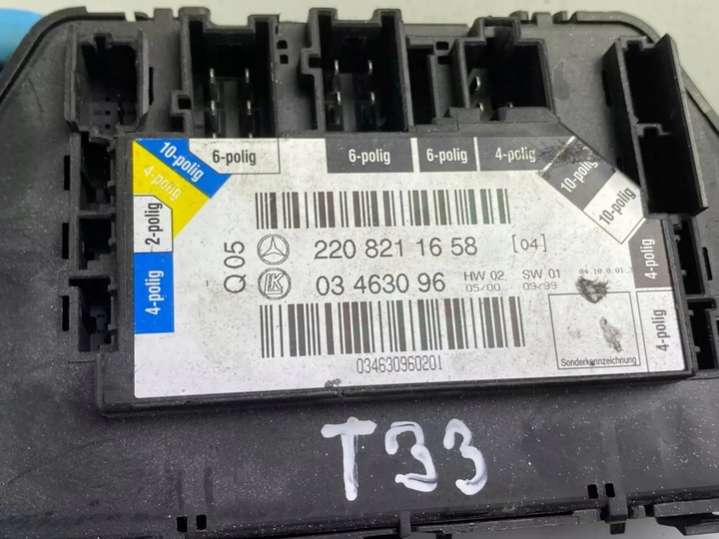 10-polig
4-polig
6-polig
6-polig
6-polig
4-polig
10-polig
10-polig
2-polig
4-polig
4-polig
4-polig
Q 05
220 821 16 58 [04]
03 4630 96
HW 02
05/00
SW 01
09/99
034630960201
Sonderkennzeichnung
T33